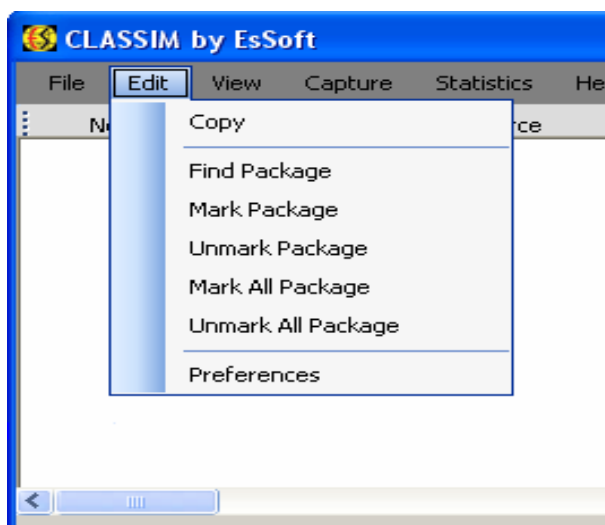 CLASSIM by EsSoft
File Edit View Capture Statistics
Copy
Find Package
Mark Package
Unmark Package
Mark All Package
Unmark All Package
Preferences